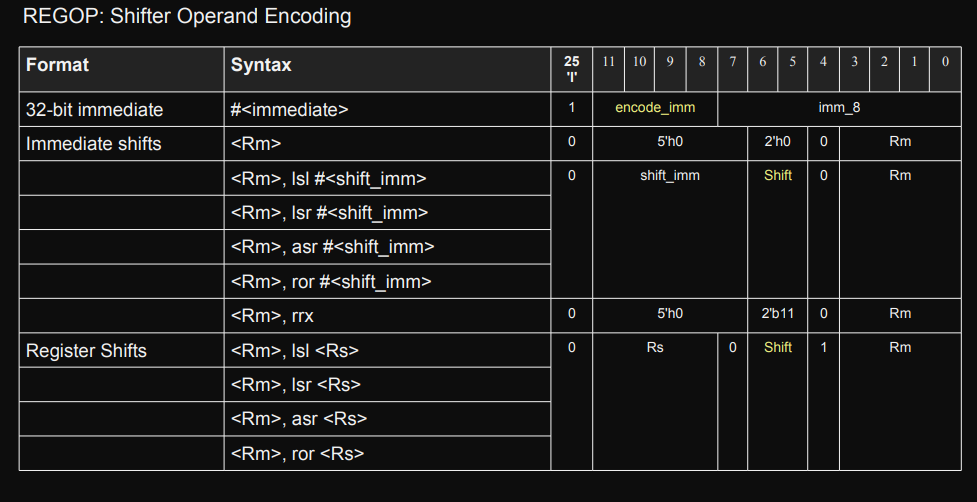 REGOP: Shifter Operand Encoding
Format Syntax 25 'I' 11 10 9 8 7 6 5 4 3 2 1 0
32-bit immediate #<immediate> 1 encode_imm imm_8
Immediate shifts <Rm> 0 5'h0 2'h0 0 Rm
<Rm>, lsl #<shift_imm> 0 shift_imm Shift 0 Rm
<Rm>, lsr #<shift_imm>
<Rm>, asr #<shift_imm>
<Rm>, ror #<shift_imm>
<Rm>, rrx 0 5'h0 2'b11 0 Rm
Register Shifts <Rm>, lsl <Rs> 0 Rs 0 Shift 1 Rm
<Rm>, lsr <Rs>
<Rm>, asr <Rs>
<Rm>, ror <Rs>